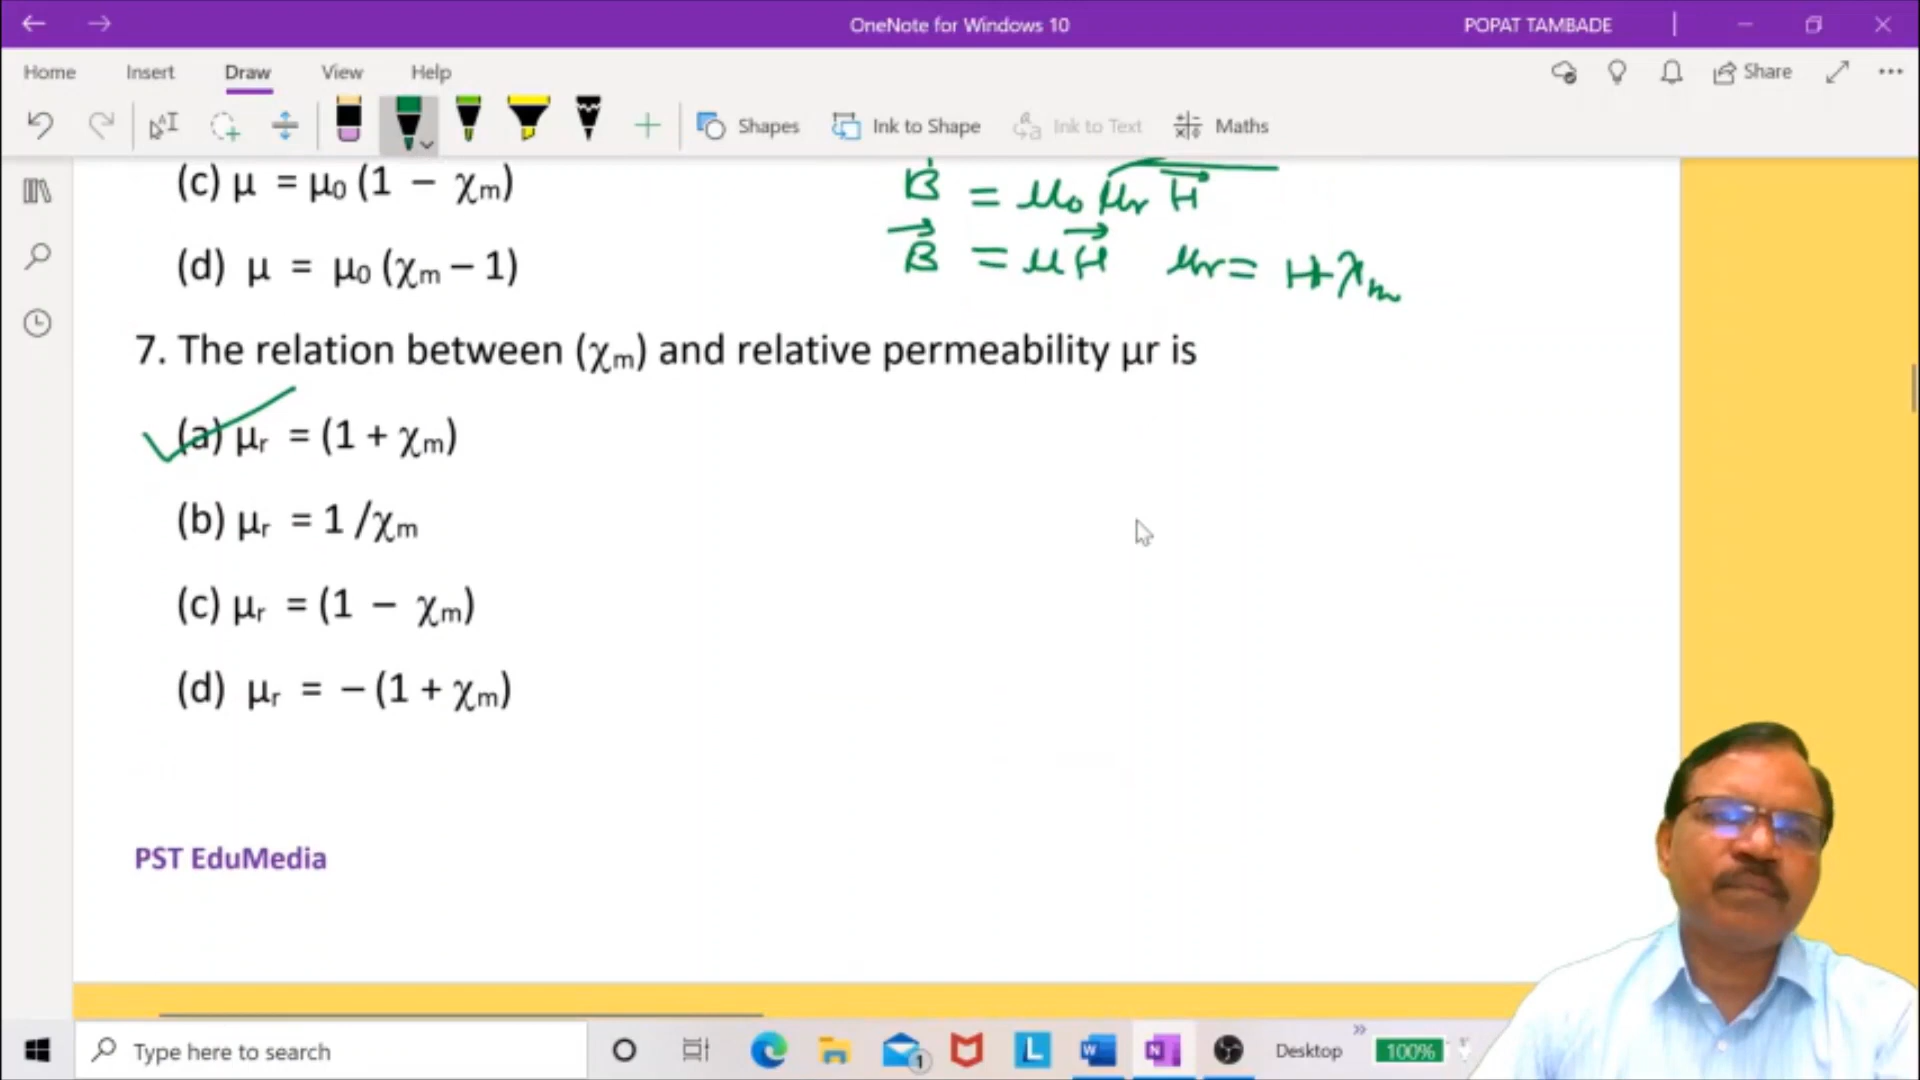 OneNote for Windows 10
POPAT TAMBADE
Home Insert Draw View Help
Share
Shapes Ink to Shape Ink to Text Maths
(c) μ = μ₀ (1 − χₘ)
B = μ₀ μᵣ H
(d) μ = μ₀ (χₘ − 1)
B = μH μᵣ = 1+χₘ
7. The relation between (χₘ) and relative permeability μr is
(a) μᵣ = (1 + χₘ)
(b) μᵣ = 1 /χₘ
(c) μᵣ = (1 − χₘ)
(d) μᵣ = − (1 + χₘ)
PST EduMedia
Type here to search
1
L
W
N
Desktop
100%